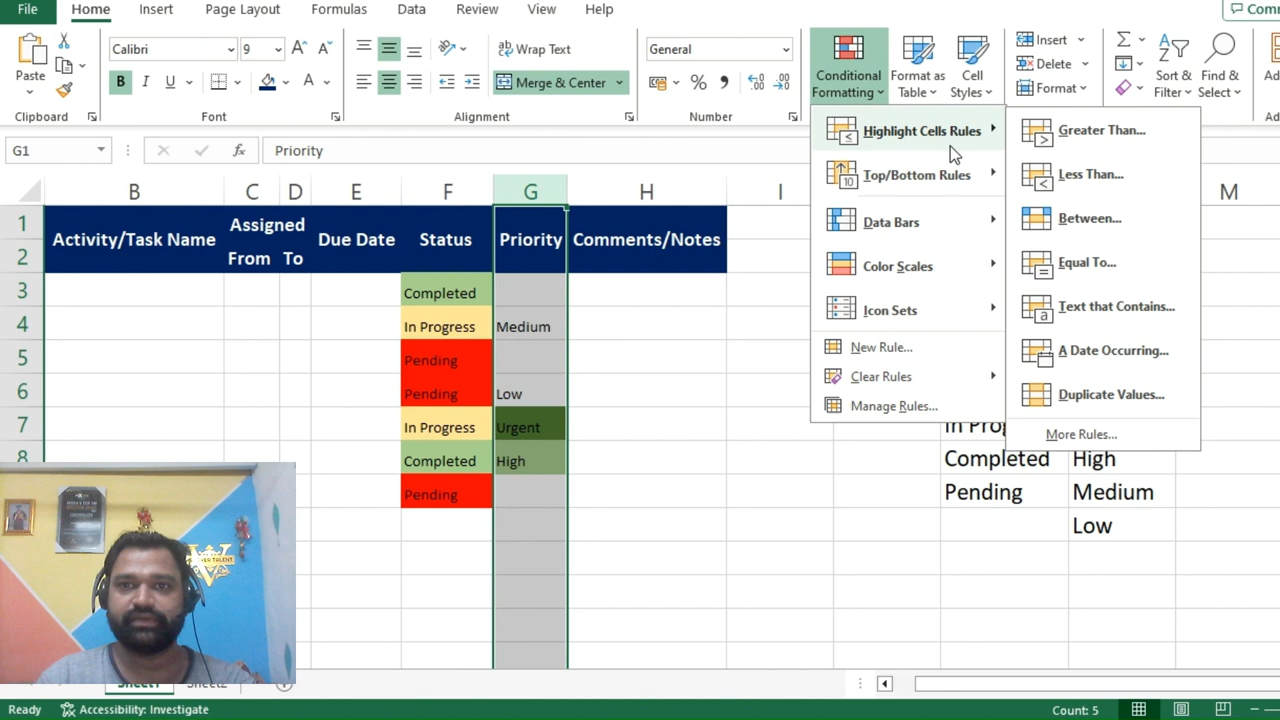 File Home Insert Page Layout Formulas Data Review View Help
Paste
Clipboard
Calibri 9
B I U
Font
Wrap Text
Merge & Center
Alignment
General
Number
Conditional Formatting
Format as Table
Cell Styles
Insert
Delete
Format
Sort & Filter
Find & Select
G1 fx Priority
Highlight Cells Rules
Top/Bottom Rules
Data Bars
Color Scales
Icon Sets
New Rule...
Clear Rules
Manage Rules...
Greater Than...
Less Than...
Between...
Equal To...
Text that Contains...
A Date Occurring...
Duplicate Values...
More Rules...
B C D E F G H I M
1 Activity/Task Name Assigned Due Date Status Priority Comments/Notes
2 From To
3 Completed
4 In Progress Medium
5 Pending
6 Pending Low
7 In Progress Urgent
8 Completed High
Pending
Completed High
Pending Medium
Low
Ready Accessibility: Investigate Count: 5